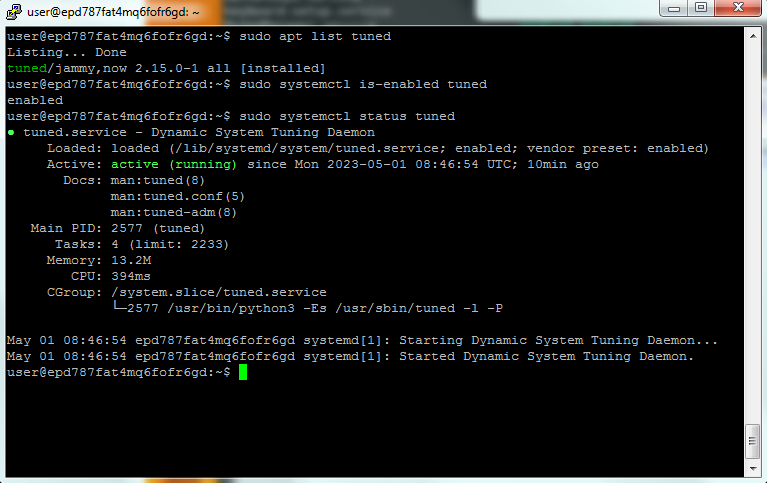 user@epd787fat4mq6fofr6gd: ~
user@epd787fat4mq6fofr6gd:~$ sudo apt list tuned
Listing... Done
tuned/jammy,now 2.15.0-1 all [installed]
user@epd787fat4mq6fofr6gd:~$ sudo systemctl is-enabled tuned
enabled
user@epd787fat4mq6fofr6gd:~$ sudo systemctl status tuned
● tuned.service - Dynamic System Tuning Daemon
     Loaded: loaded (/lib/systemd/system/tuned.service; enabled; vendor preset: enabled)
     Active: active (running) since Mon 2023-05-01 08:46:54 UTC; 10min ago
       Docs: man:tuned(8)
             man:tuned.conf(5)
             man:tuned-adm(8)
   Main PID: 2577 (tuned)
      Tasks: 4 (limit: 2233)
     Memory: 13.2M
        CPU: 394ms
     CGroup: /system.slice/tuned.service
             └─2577 /usr/bin/python3 -Es /usr/sbin/tuned -l -P

May 01 08:46:54 epd787fat4mq6fofr6gd systemd[1]: Starting Dynamic System Tuning Daemon...
May 01 08:46:54 epd787fat4mq6fofr6gd systemd[1]: Started Dynamic System Tuning Daemon.
user@epd787fat4mq6fofr6gd:~$